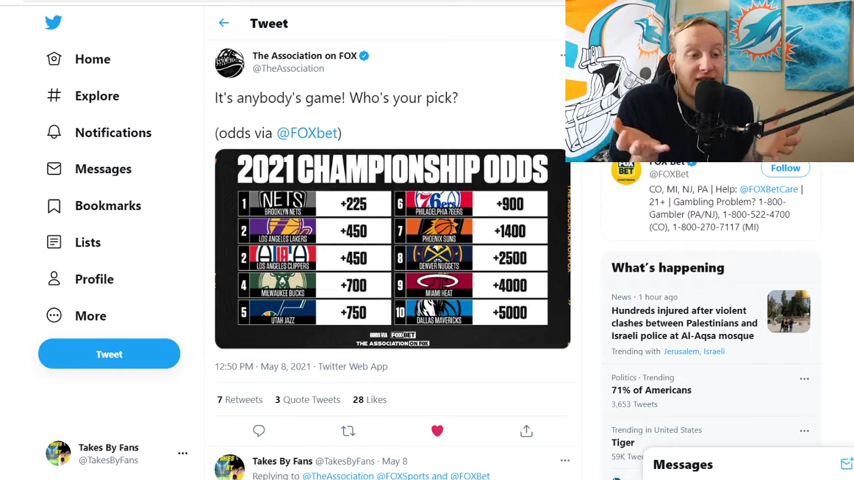 Home
Explore
Notifications
Messages
Bookmarks
Lists
Profile
More
Tweet
Takes By Fans
@TakesByFans
Tweet
The Association on FOX
@TheAssociation
It's anybody's game! Who's your pick?
(odds via @FOXbet)
2021 CHAMPIONSHIP ODDS
1 NETS BROOKLYN NETS +225
2 LOS ANGELES LAKERS +450
2 LOS ANGELES CLIPPERS +450
4 MILWAUKEE BUCKS +700
5 UTAH JAZZ +750
6 76ERS PHILADELPHIA 76ERS +900
7 PHOENIX SUNS +1400
8 DENVER NUGGETS +2500
9 MIAMI HEAT +4000
10 DALLAS MAVERICKS +5000
ODDS VIA FOX BET
THE ASSOCIATION ON FOX
12:50 PM · May 8, 2021 · Twitter Web App
7 Retweets 3 Quote Tweets 28 Likes
Takes By Fans @TakesByFans · May 8
Replying to @TheAssociation @FOXSports and @FOXBet
FOX BET
@FOXBet
Follow
CO, MI, NJ, PA | Help: @FOXBetCare |
21+ | Gambling Problem? 1-800-
Gambler (PA/NJ), 1-800-522-4700
(CO), 1-800-270-7117 (MI)
What's happening
News · 1 hour ago
Hundreds injured after violent
clashes between Palestinians and
Israeli police at Al-Aqsa mosque
Trending with Jerusalem, Israeli
Politics · Trending
71% of Americans
3,653 Tweets
Trending in United States
Tiger
59K Twe
Messages